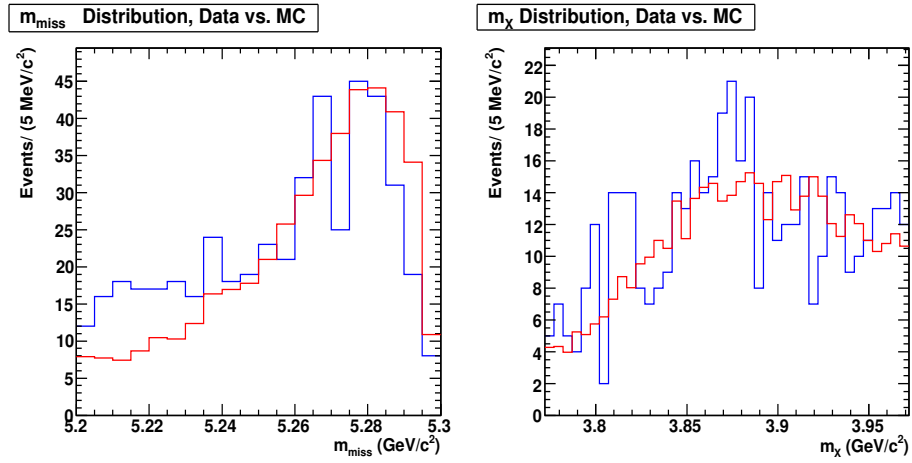 m_miss Distribution, Data vs. MC
Events/ (5 MeV/c²)
45
40
35
30
25
20
15
10
5
0
5.2 5.22 5.24 5.26 5.28 5.3
m_miss (GeV/c²)
m_X Distribution, Data vs. MC
Events/ (5 MeV/c²)
22
20
18
16
14
12
10
8
6
4
2
0
3.8 3.85 3.9 3.95
m_X (GeV/c²)